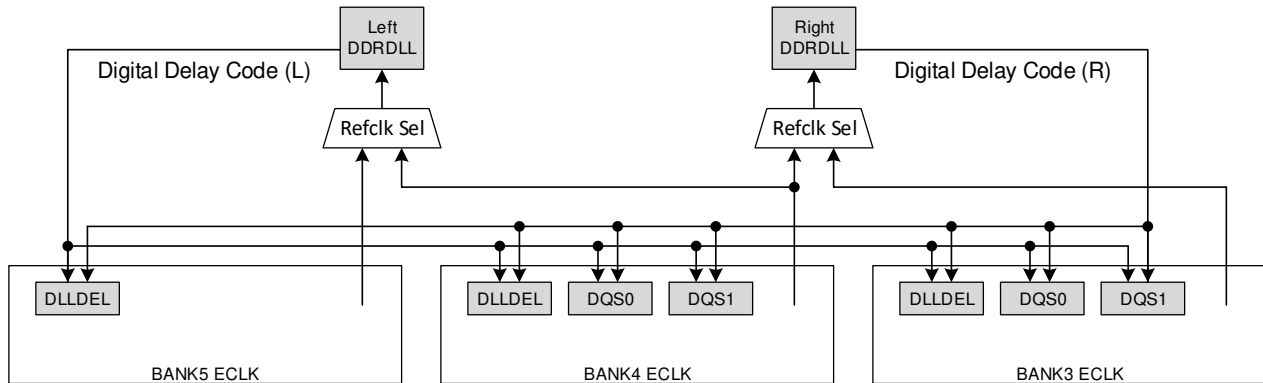 Left
DDRDLL
Right
DDRDLL
Digital Delay Code (L)
Digital Delay Code (R)
Refclk Sel
Refclk Sel
DLLDEL
DLLDEL
DQS0
DQS1
DLLDEL
DQS0
DQS1
BANK5 ECLK
BANK4 ECLK
BANK3 ECLK